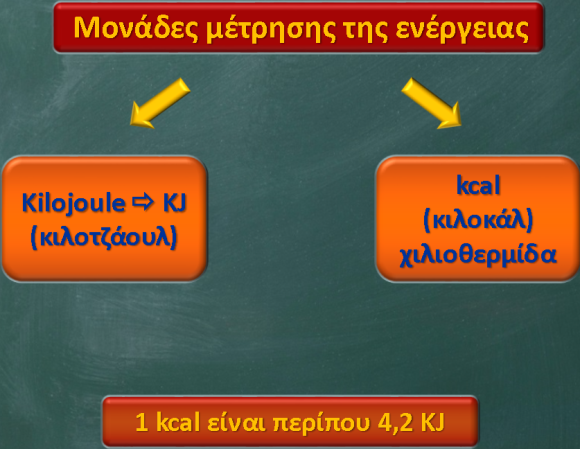 Μονάδες μέτρησης της ενέργειας
Kilojoule ⇨ KJ
(κιλοτζάουλ)
kcal
(κιλοκάλ)
χιλιοθερμίδα
1 kcal είναι περίπου 4,2 KJ